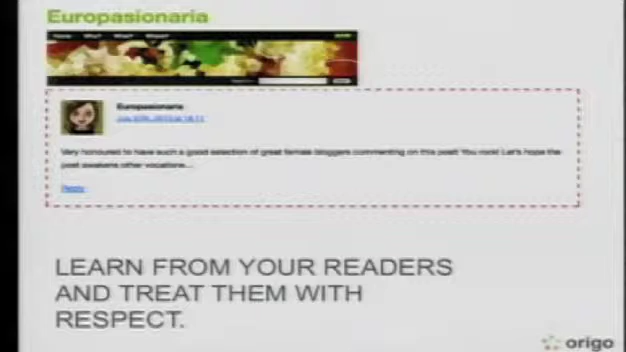 Europasionaria
Europasionaria
Very honoured to have such a good selection of great female bloggers commenting on this post! You rock! Let's hope the
post awakens other vocations...
Reply
LEARN FROM YOUR READERS
AND TREAT THEM WITH
RESPECT.
origo